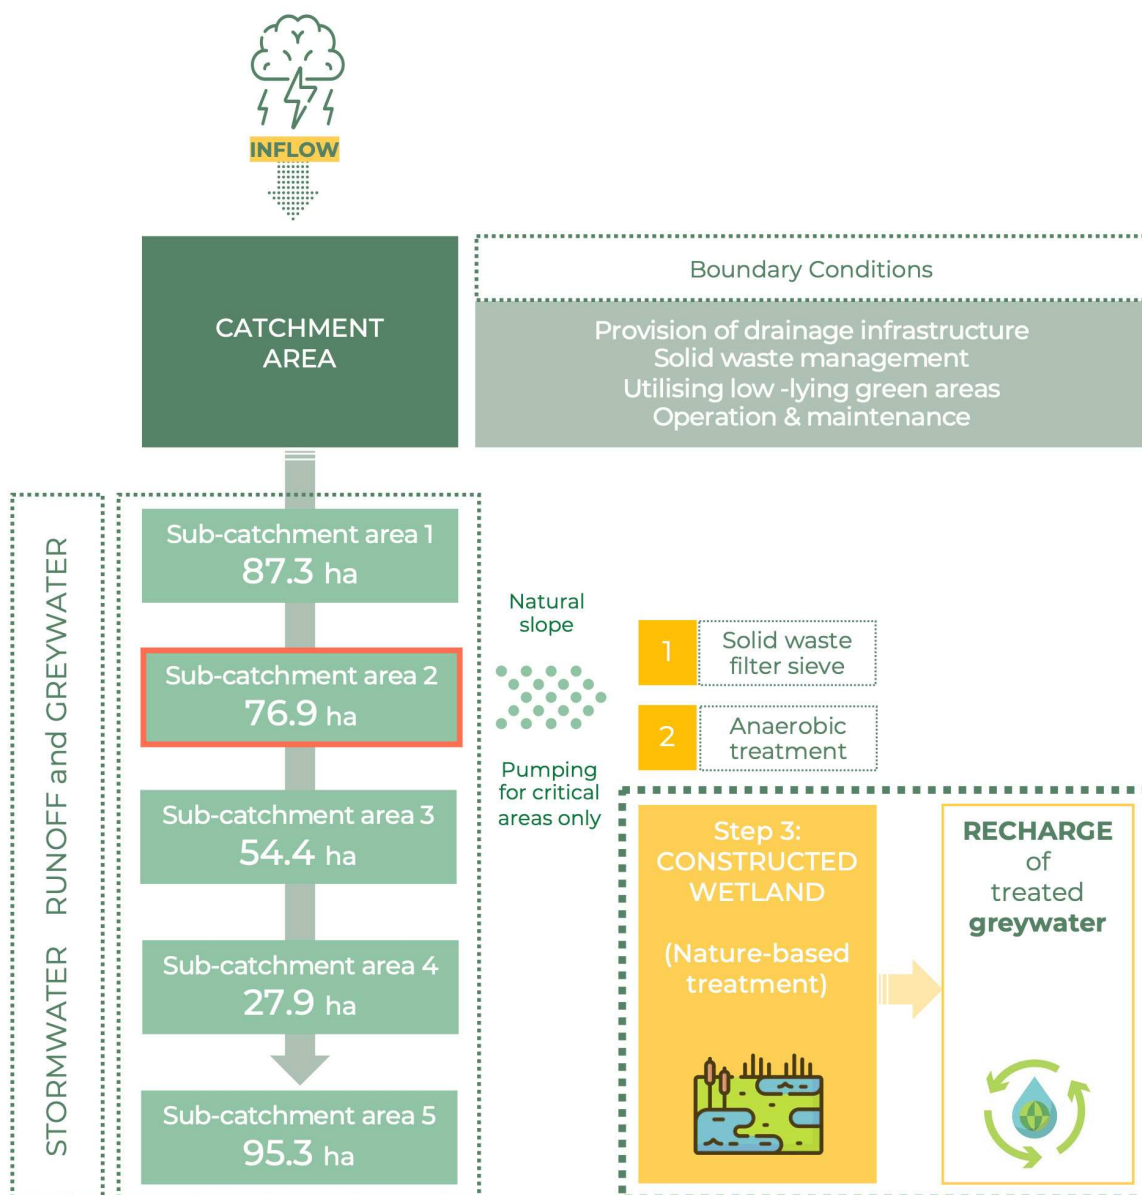 INFLOW
CATCHMENT
AREA
Boundary Conditions
Provision of drainage infrastructure
Solid waste management
Utilising low -lying green areas
Operation & maintenance
STORMWATER RUNOFF and GREYWATER
Sub-catchment area 1
87.3 ha
Sub-catchment area 2
76.9 ha
Sub-catchment area 3
54.4 ha
Sub-catchment area 4
27.9 ha
Sub-catchment area 5
95.3 ha
Natural
slope
Pumping
for critical
areas only
1
Solid waste
filter sieve
2
Anaerobic
treatment
Step 3:
CONSTRUCTED
WETLAND
(Nature-based
treatment)
RECHARGE
of
treated
greywater